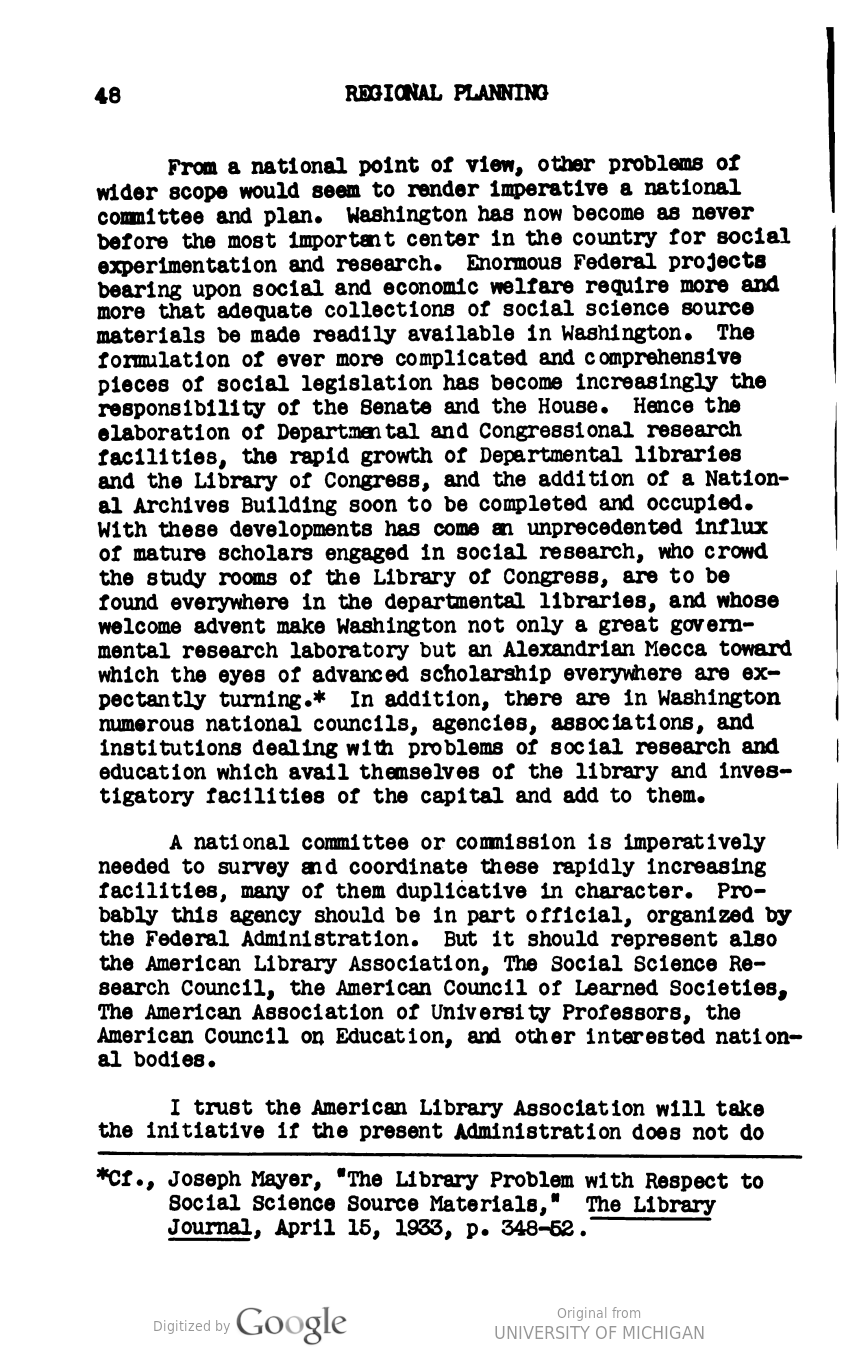 48 REGIONAL PLANNING
From a national point of view, other problems of
wider scope would seem to render imperative a national
committee and plan. Washington has now become as never
before the most important center in the country for social
experimentation and research. Enormous Federal projects
bearing upon social and economic welfare require more and
more that adequate collections of social science source
materials be made readily available in Washington. The
formulation of ever more complicated and comprehensive
pieces of social legislation has become increasingly the
responsibility of the Senate and the House. Hence the
elaboration of Departmental and Congressional research
facilities, the rapid growth of Departmental libraries
and the Library of Congress, and the addition of a Nation-
al Archives Building soon to be completed and occupied.
With these developments has come an unprecedented influx
of mature scholars engaged in social research, who crowd
the study rooms of the Library of Congress, are to be
found everywhere in the departmental libraries, and whose
welcome advent make Washington not only a great govern-
mental research laboratory but an Alexandrian Mecca toward
which the eyes of advanced scholarship everywhere are ex-
pectantly turning.* In addition, there are in Washington
numerous national councils, agencies, associations, and
institutions dealing with problems of social research and
education which avail themselves of the library and inves-
tigatory facilities of the capital and add to them.
A national committee or commission is imperatively
needed to survey and coordinate these rapidly increasing
facilities, many of them duplicative in character. Pro-
bably this agency should be in part official, organized by
the Federal Administration. But it should represent also
the American Library Association, The Social Science Re-
search Council, the American Council of Learned Societies,
The American Association of University Professors, the
American Council on Education, and other interested nation-
al bodies.
I trust the American Library Association will take
the initiative if the present Administration does not do
*Cf., Joseph Mayer, "The Library Problem with Respect to
Social Science Source Materials," The Library
Journal, April 15, 1933, p. 348-52.
Digitized by Google
Original from
UNIVERSITY OF MICHIGAN